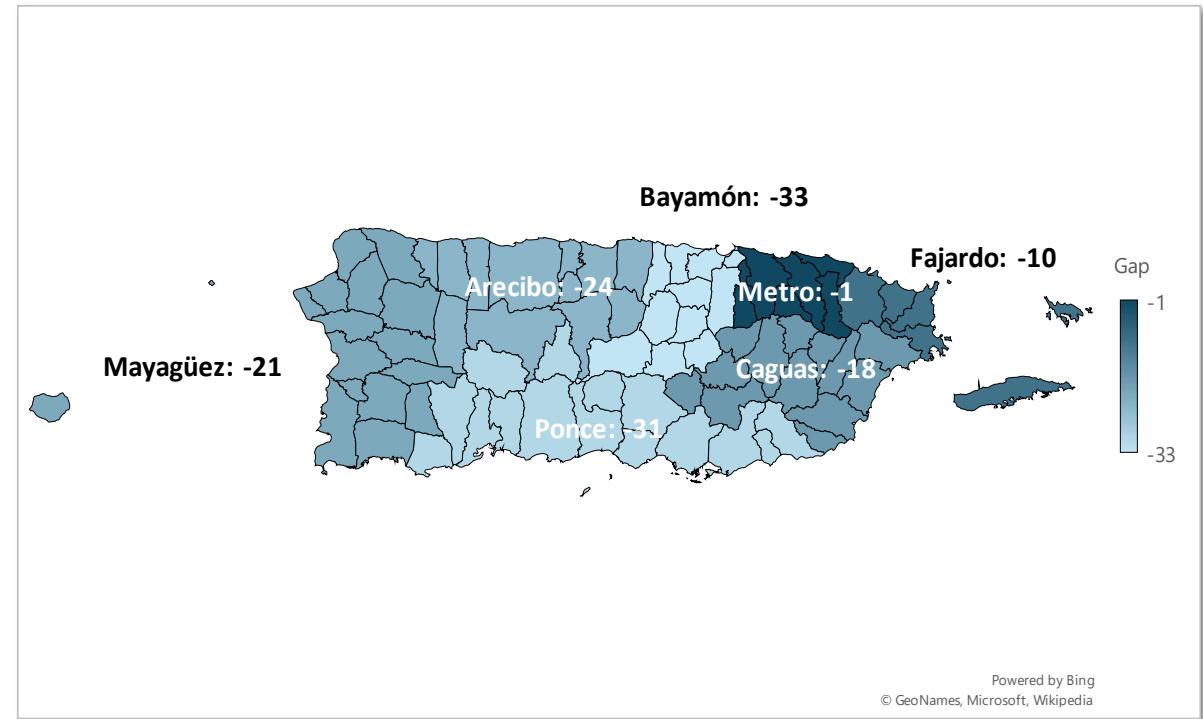 Bayamón: -33
Fajardo: -10
Gap
Arecibo: -24
Metro: -1
-1
Mayagüez: -21
Caguas: -18
Ponce: -31
-33
Powered by Bing
© GeoNames, Microsoft, Wikipedia